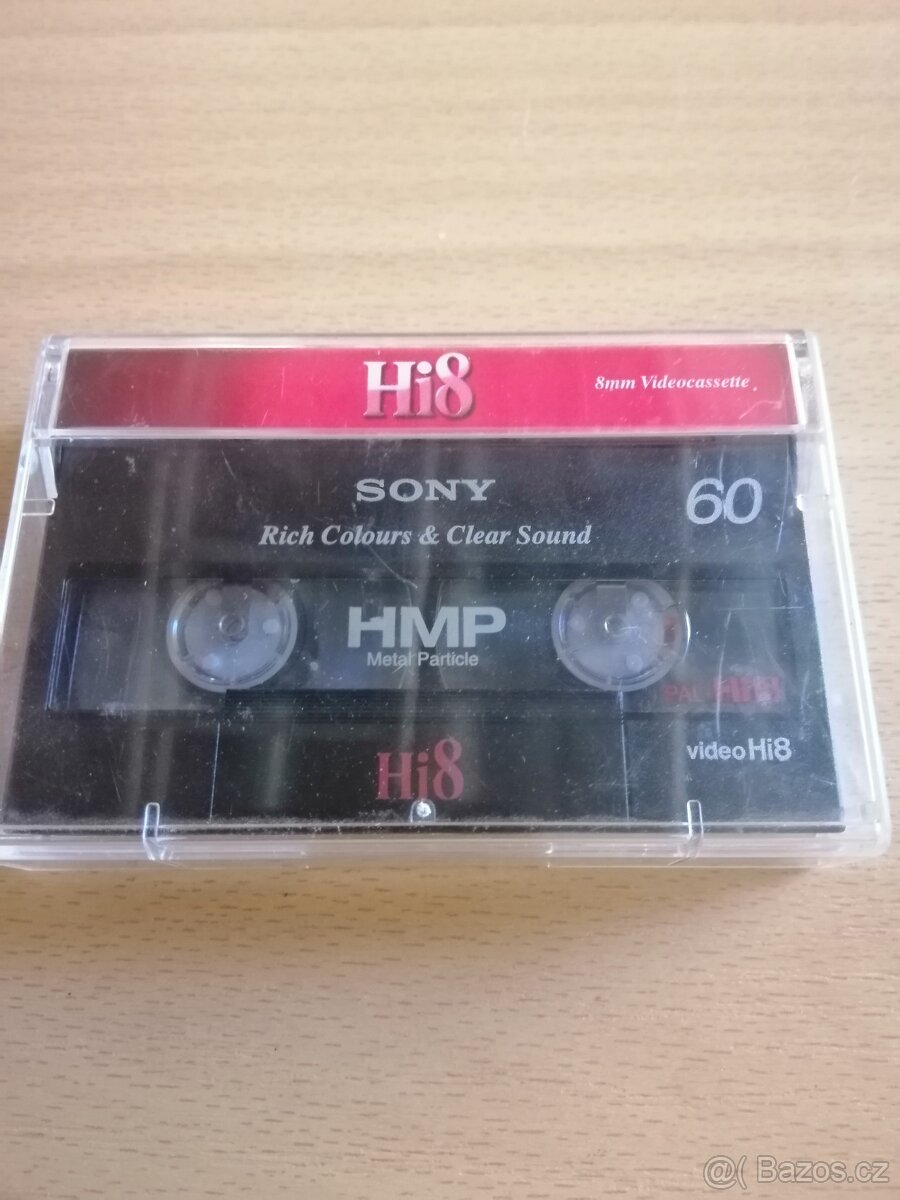 Hi8
8mm Videocassette
SONY
60
Rich Colours & Clear Sound
HMP
Metal Particle
PAL Hi8
video Hi8
Hi8
@( Bazos.cz